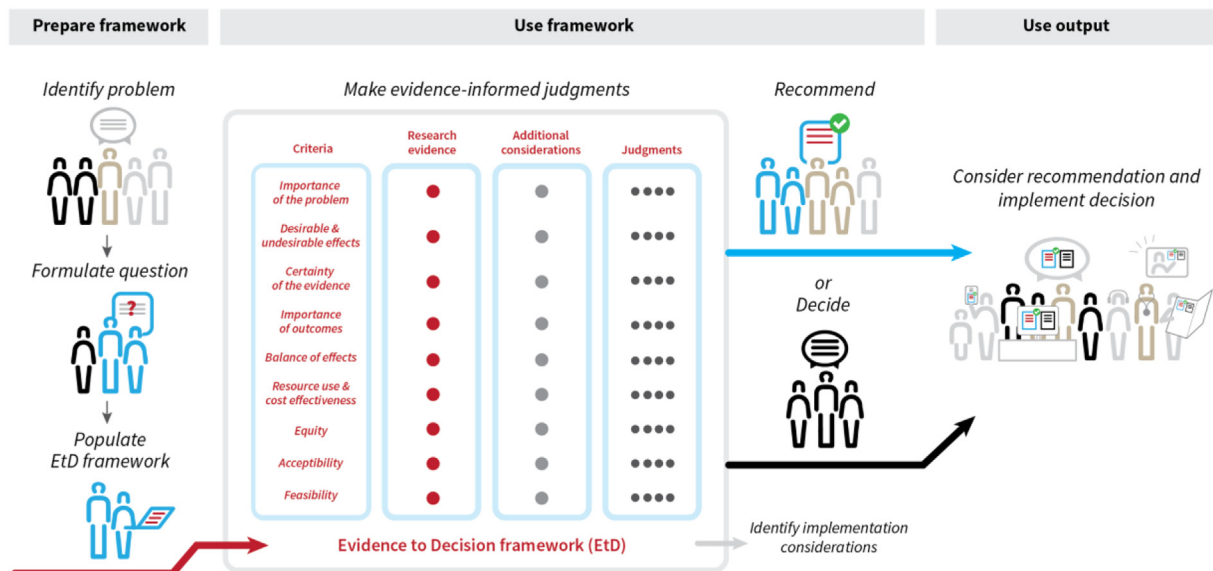 Prepare framework
Use framework
Use output
Identify problem
Formulate question
?
Populate
EtD framework
Make evidence-informed judgments
Criteria
Research
evidence
Additional
considerations
Judgments
Importance
of the problem
Desirable &
undesirable effects
Certainty
of the evidence
Importance
of outcomes
Balance of effects
Resource use &
cost effectiveness
Equity
Acceptibility
Feasibility
Evidence to Decision framework (EtD)
Recommend
or
Decide
Identify implementation
considerations
Consider recommendation and
implement decision